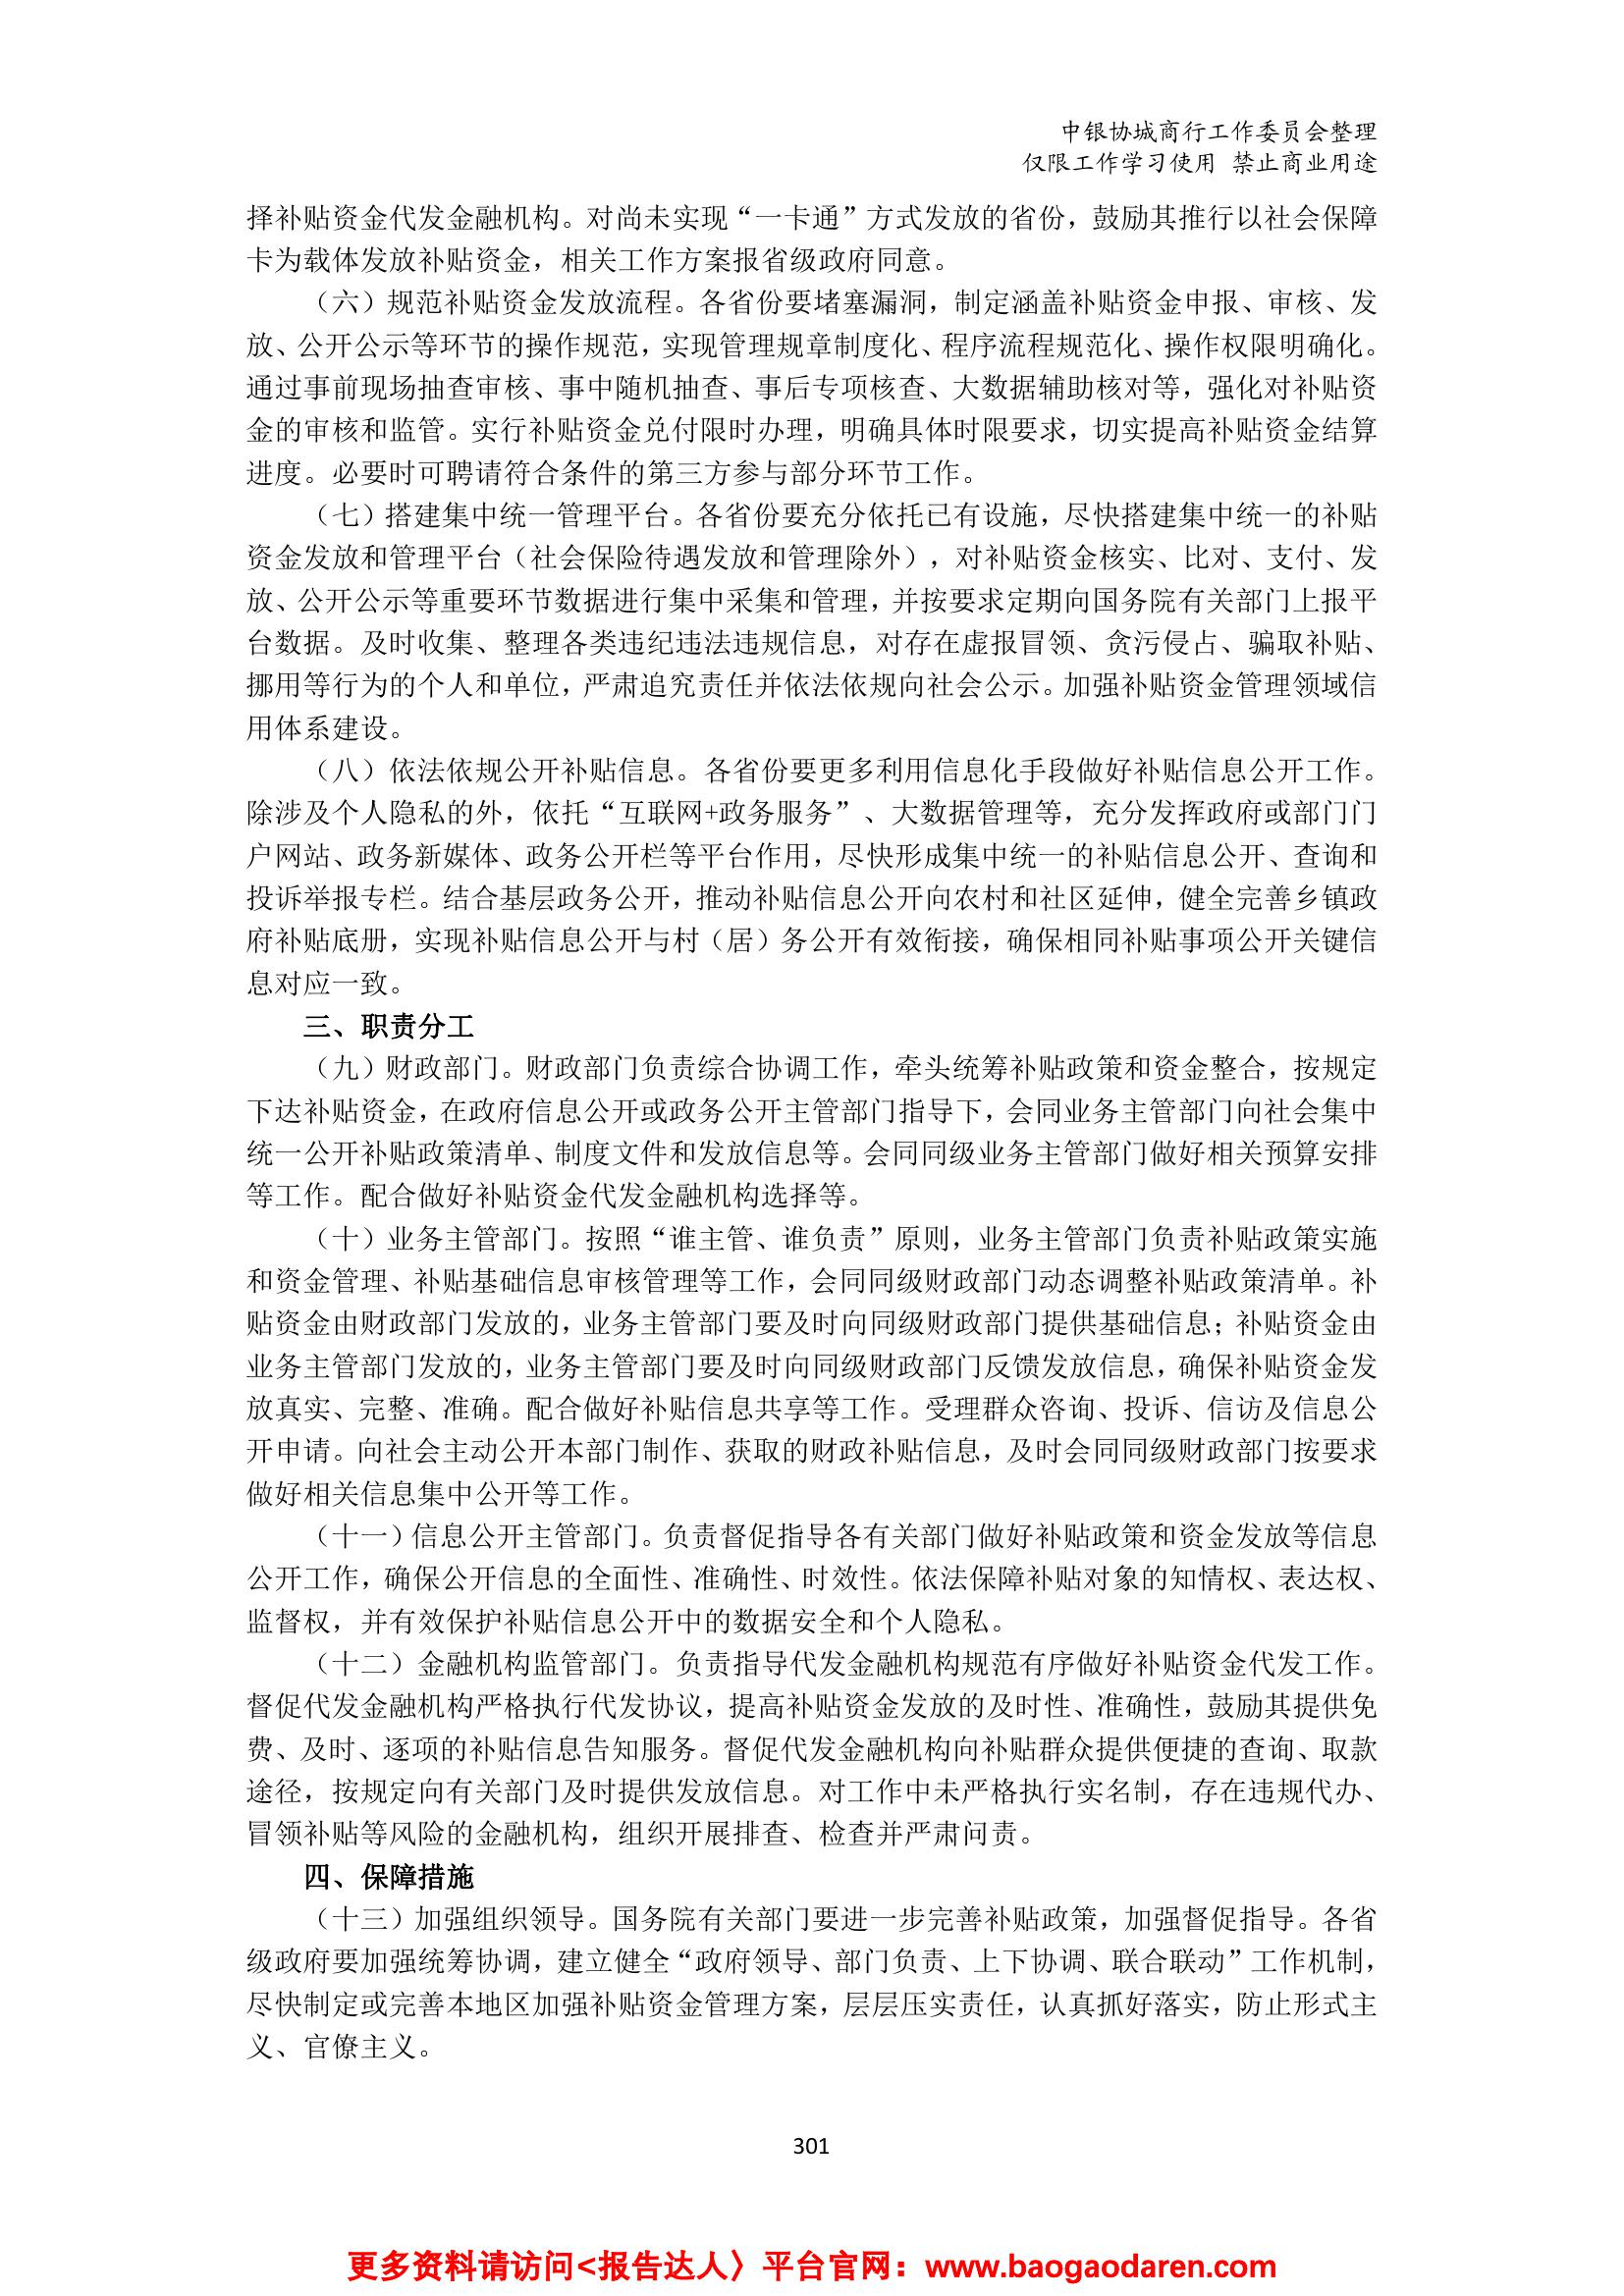 中银协城商行工作委员会整理
仅限工作学习使用 禁止商业用途
择补贴资金代发金融机构。对尚未实现“一卡通”方式发放的省份，鼓励其推行以社会保障
卡为载体发放补贴资金，相关工作方案报省级政府同意。
（六）规范补贴资金发放流程。各省份要堵塞漏洞，制定涵盖补贴资金申报、审核、发
放、公开公示等环节的操作规范，实现管理规章制度化、程序流程规范化、操作权限明确化。
通过事前现场抽查审核、事中随机抽查、事后专项核查、大数据辅助核对等，强化对补贴资
金的审核和监管。实行补贴资金兑付限时办理，明确具体时限要求，切实提高补贴资金结算
进度。必要时可聘请符合条件的第三方参与部分环节工作。
（七）搭建集中统一管理平台。各省份要充分依托已有设施，尽快搭建集中统一的补贴
资金发放和管理平台（社会保险待遇发放和管理除外），对补贴资金核实、比对、支付、发
放、公开公示等重要环节数据进行集中采集和管理，并按要求定期向国务院有关部门上报平
台数据。及时收集、整理各类违纪违法违规信息，对存在虚报冒领、贪污侵占、骗取补贴、
挪用等行为的个人和单位，严肃追究责任并依法依规向社会公示。加强补贴资金管理领域信
用体系建设。
（八）依法依规公开补贴信息。各省份要更多利用信息化手段做好补贴信息公开工作。
除涉及个人隐私的外，依托“互联网+政务服务”、大数据管理等，充分发挥政府或部门门
户网站、政务新媒体、政务公开栏等平台作用，尽快形成集中统一的补贴信息公开、查询和
投诉举报专栏。结合基层政务公开，推动补贴信息公开向农村和社区延伸，健全完善乡镇政
府补贴底册，实现补贴信息公开与村（居）务公开有效衔接，确保相同补贴事项公开关键信
息对应一致。
三、职责分工
（九）财政部门。财政部门负责综合协调工作，牵头统筹补贴政策和资金整合，按规定
下达补贴资金，在政府信息公开或政务公开主管部门指导下，会同业务主管部门向社会集中
统一公开补贴政策清单、制度文件和发放信息等。会同同级业务主管部门做好相关预算安排
等工作。配合做好补贴资金代发金融机构选择等。
（十）业务主管部门。按照“谁主管、谁负责”原则，业务主管部门负责补贴政策实施
和资金管理、补贴基础信息审核管理等工作，会同同级财政部门动态调整补贴政策清单。补
贴资金由财政部门发放的，业务主管部门要及时向同级财政部门提供基础信息；补贴资金由
业务主管部门发放的，业务主管部门要及时向同级财政部门反馈发放信息，确保补贴资金发
放真实、完整、准确。配合做好补贴信息共享等工作。受理群众咨询、投诉、信访及信息公
开申请。向社会主动公开本部门制作、获取的财政补贴信息，及时会同同级财政部门按要求
做好相关信息集中公开等工作。
（十一）信息公开主管部门。负责督促指导各有关部门做好补贴政策和资金发放等信息
公开工作，确保公开信息的全面性、准确性、时效性。依法保障补贴对象的知情权、表达权、
监督权，并有效保护补贴信息公开中的数据安全和个人隐私。
（十二）金融机构监管部门。负责指导代发金融机构规范有序做好补贴资金代发工作。
督促代发金融机构严格执行代发协议，提高补贴资金发放的及时性、准确性，鼓励其提供免
费、及时、逐项的补贴信息告知服务。督促代发金融机构向补贴群众提供便捷的查询、取款
途径，按规定向有关部门及时提供发放信息。对工作中未严格执行实名制，存在违规代办、
冒领补贴等风险的金融机构，组织开展排查、检查并严肃问责。
四、保障措施
（十三）加强组织领导。国务院有关部门要进一步完善补贴政策，加强督促指导。各省
级政府要加强统筹协调，建立健全“政府领导、部门负责、上下协调、联合联动”工作机制，
尽快制定或完善本地区加强补贴资金管理方案，层层压实责任，认真抓好落实，防止形式主
义、官僚主义。
301
更多资料请访问<报告达人〉平台官网：www.baogaodaren.com